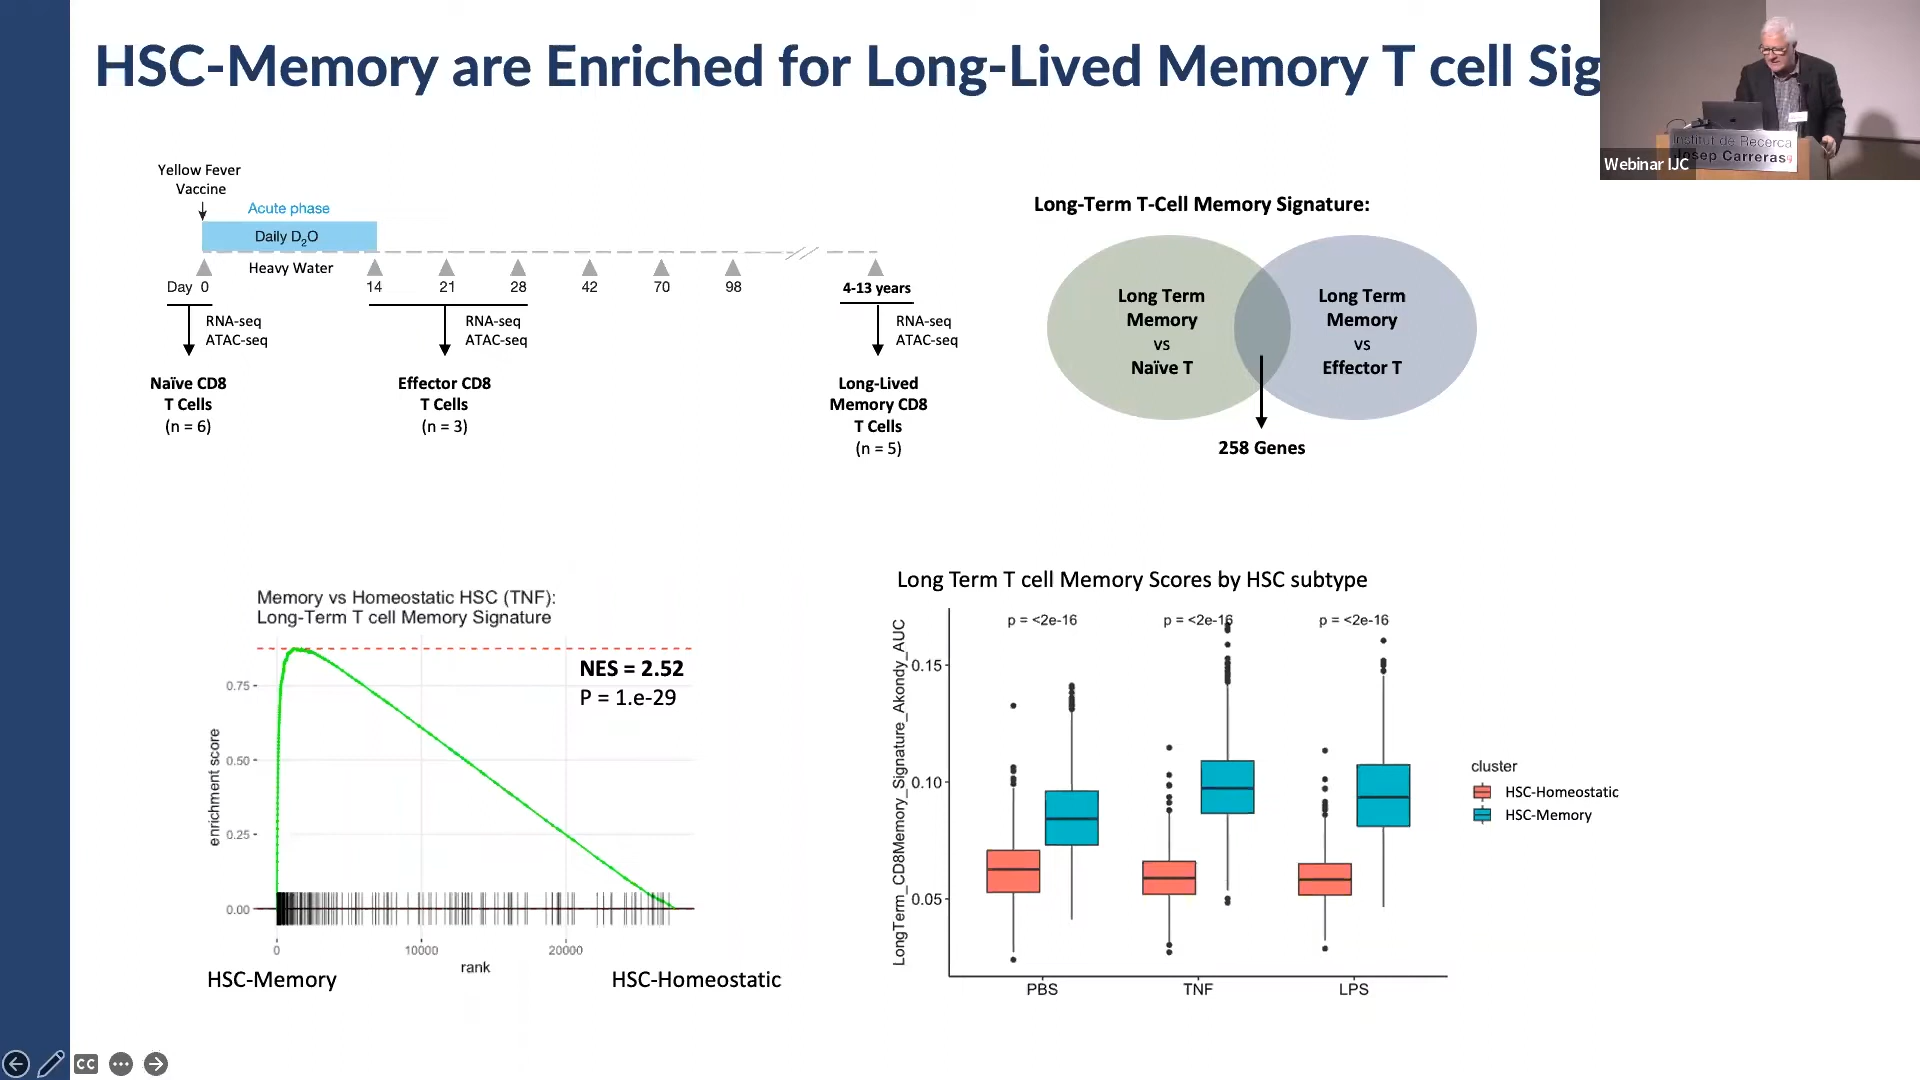 HSC-Memory are Enriched for Long-Lived Memory T cell Sig
Institut de Recerca
Josep Carreras
Webinar IJC
Yellow Fever
Vaccine
Acute phase
Daily D₂O
Heavy Water
Day 0 14 21 28 42 70 98 4-13 years
RNA-seq
ATAC-seq
RNA-seq
ATAC-seq
RNA-seq
ATAC-seq
Naïve CD8
T Cells
(n = 6)
Effector CD8
T Cells
(n = 3)
Long-Lived
Memory CD8
T Cells
(n = 5)
Long-Term T-Cell Memory Signature:
Long Term
Memory
vs
Naïve T
Long Term
Memory
vs
Effector T
258 Genes
Memory vs Homeostatic HSC (TNF):
Long-Term T cell Memory Signature
NES = 2.52
P = 1.e-29
enrichment score
0.75
0.50
0.25
0.00
0 10000 20000
rank
HSC-Memory HSC-Homeostatic
Long Term T cell Memory Scores by HSC subtype
p = <2e-16 p = <2e-16 p = <2e-16
LongTerm_CD8Memory_Signature_Akondy_AUC
0.15
0.10
0.05
PBS TNF LPS
cluster
HSC-Homeostatic
HSC-Memory
CC